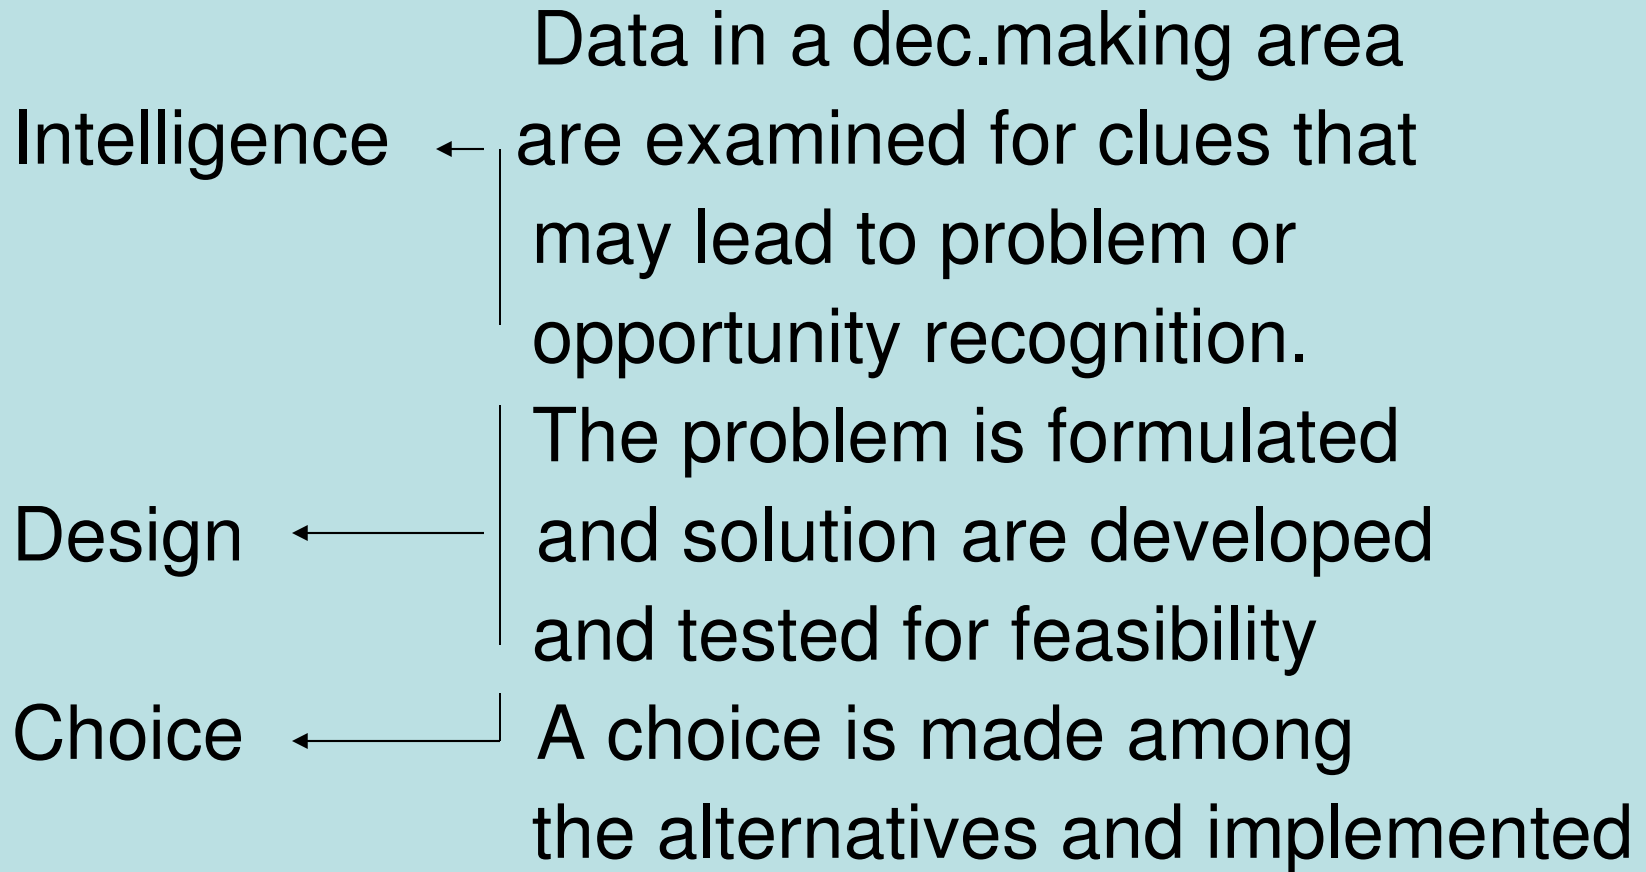 Data in a dec.making area
Intelligence are examined for clues that
may lead to problem or
opportunity recognition.
The problem is formulated
Design and solution are developed
and tested for feasibility
Choice A choice is made among
the alternatives and implemented